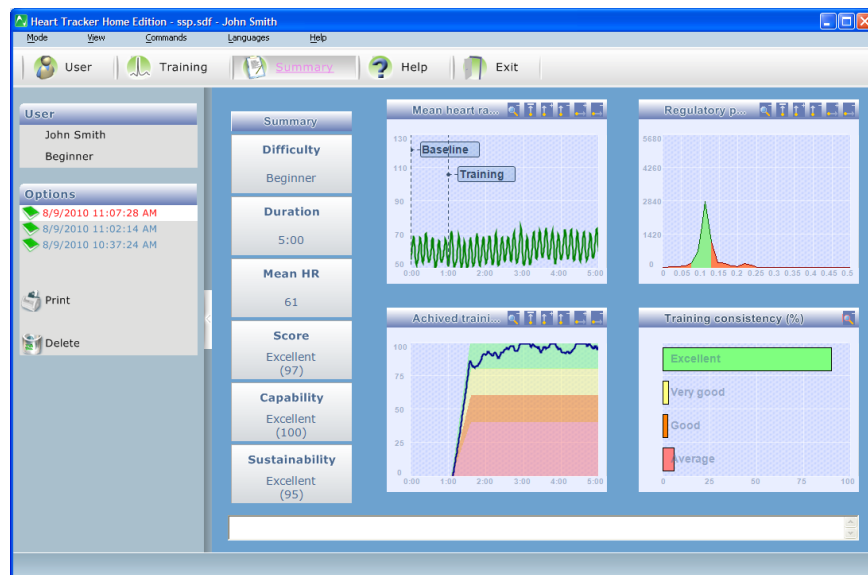 Heart Tracker Home Edition - ssp.sdf - John Smith
Mode View Commands Languages Help
User Training Summary Help Exit
User
John Smith
Beginner
Options
8/9/2010 11:07:28 AM
8/9/2010 11:02:14 AM
8/9/2010 10:37:24 AM
Print
Delete
Summary
Difficulty
Beginner
Duration
5:00
Mean HR
61
Score
Excellent
(97)
Capability
Excellent
(100)
Sustainability
Excellent
(95)
Mean heart ra...
130
110
90
70
50
Baseline
Training
0:00 1:00 2:00 3:00 4:00 5:00
Regulatory p...
5680
4260
2840
1420
0
0 0.05 0.1 0.15 0.2 0.25 0.3 0.35 0.4 0.45 0.5
Achived traini...
100
75
50
25
0
0:00 1:00 2:00 3:00 4:00 5:00
Training consistency (%)
Excellent
Very good
Good
Average
0 25 50 75 100